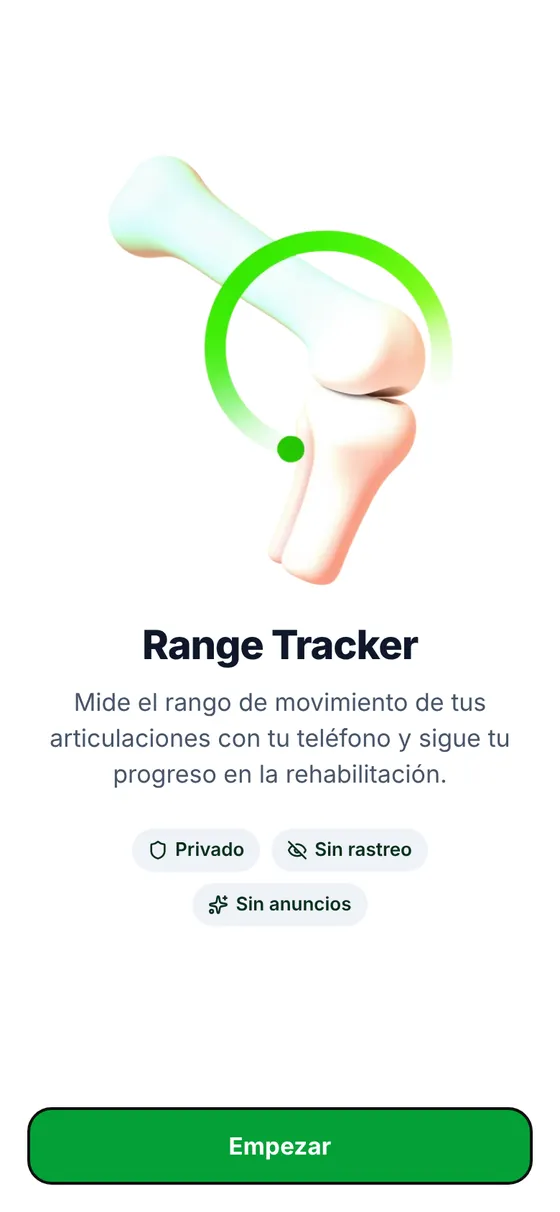 Range Tracker
Mide el rango de movimiento de tus
articulaciones con tu teléfono y sigue tu
progreso en la rehabilitación.
Privado
Sin rastreo
Sin anuncios
Empezar